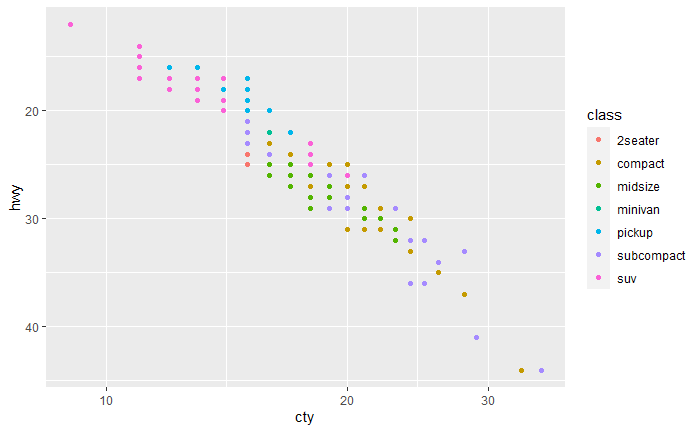 hwy
20
30
40
10
20
30
cty
class
2seater
compact
midsize
minivan
pickup
subcompact
suv